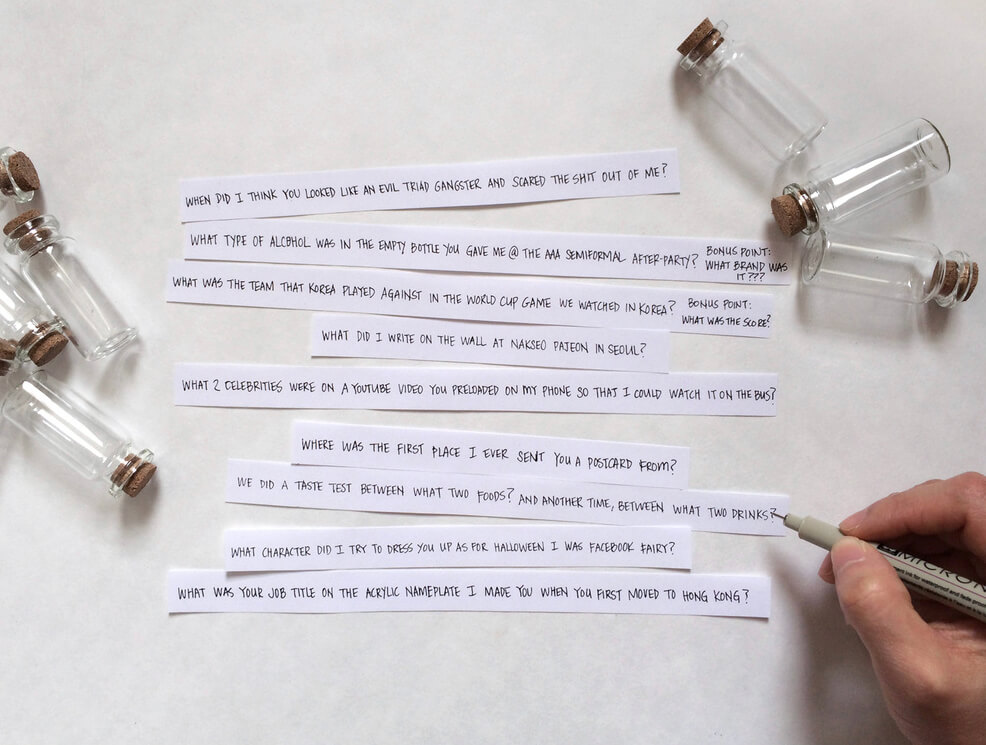 WHEN DID I THINK YOU LOOKED LIKE AN EVIL TRIAD GANGSTER AND SCARED THE SHIT OUT OF ME?
WHAT TYPE OF ALCOHOL WAS IN THE EMPTY BOTTLE YOU GAVE ME @ THE AAA SEMIFORMAL AFTER-PARTY?
BONUS POINT:
WHAT BRAND WAS
IT???
WHAT WAS THE TEAM THAT KOREA PLAYED AGAINST IN THE WORLD CUP GAME WE WATCHED IN KOREA?
BONUS POINT:
WHAT WAS THE SCORE?
WHAT DID I WRITE ON THE WALL AT NAKSEO PAJEON IN SEOUL?
WHAT 2 CELEBRITIES WERE ON A YOUTUBE VIDEO YOU PRELOADED ON MY PHONE SO THAT I COULD WATCH IT ON THE BUS?
WHERE WAS THE FIRST PLACE I EVER SENT YOU A POSTCARD FROM?
WE DID A TASTE TEST BETWEEN WHAT TWO FOODS? AND ANOTHER TIME, BETWEEN WHAT TWO DRINKS?
WHAT CHARACTER DID I TRY TO DRESS YOU UP AS FOR HALLOWEEN I WAS FACEBOOK FAIRY?
WHAT WAS YOUR JOB TITLE ON THE ACRYLIC NAMEPLATE I MADE YOU WHEN YOU FIRST MOVED TO HONG KONG?
MICRON